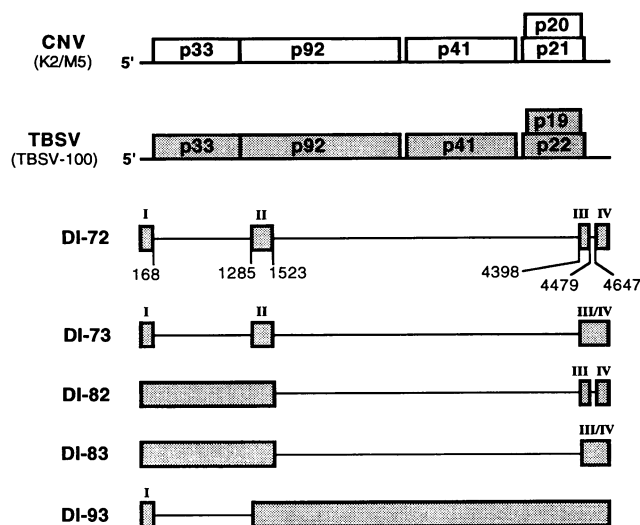 CNV
(K2/M5)
5'
p33
p92
p41
p20
p21
TBSV
(TBSV-100)
5'
p33
p92
p41
p19
p22
DI-72
I
II
III
IV
168
1285
1523
4398
4479
4647
DI-73
I
II
III/IV
DI-82
III
IV
DI-83
III/IV
DI-93
I